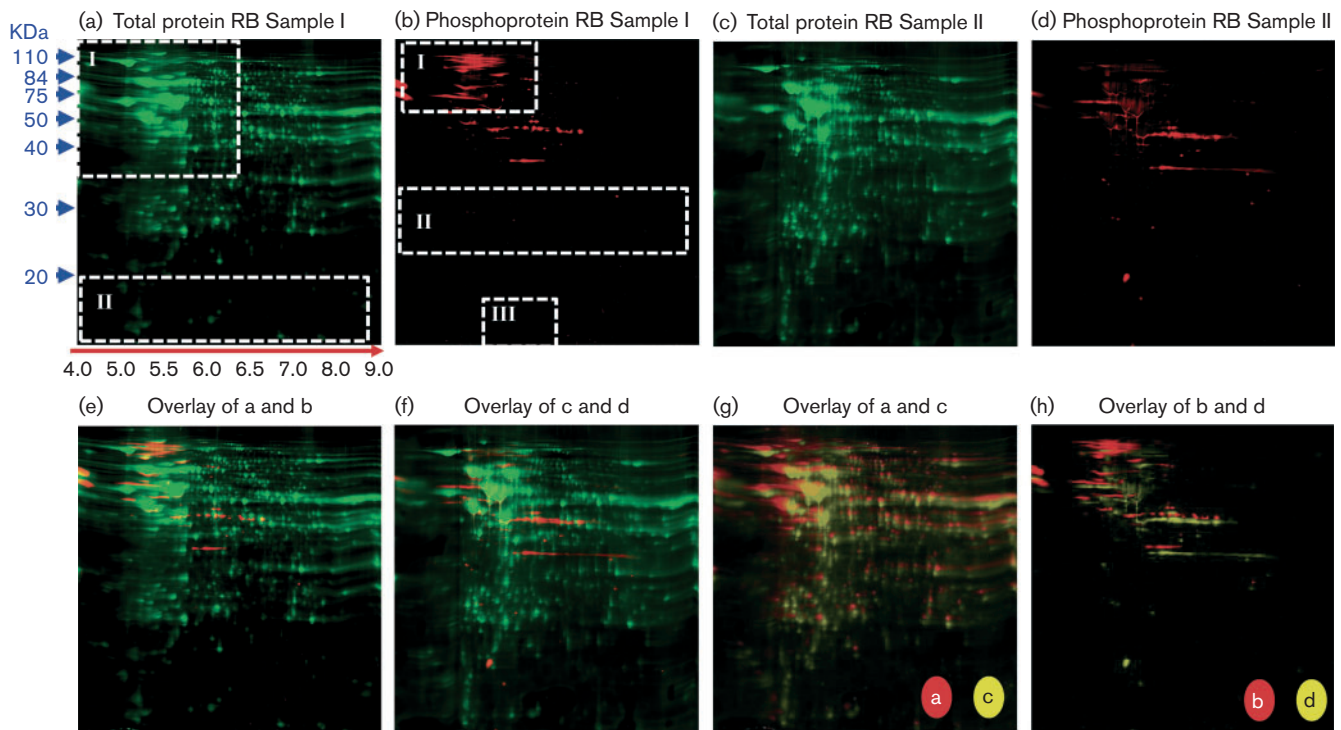 (a) Total protein RB Sample I
(b) Phosphoprotein RB Sample I
(c) Total protein RB Sample II
(d) Phosphoprotein RB Sample II
KDa
110
84
75
50
40
30
20
I
II
I
II
III
4.0 5.0 5.5 6.0 6.5 7.0 8.0 9.0
(e) Overlay of a and b
(f) Overlay of c and d
(g) Overlay of a and c
(h) Overlay of b and d
a c
b d